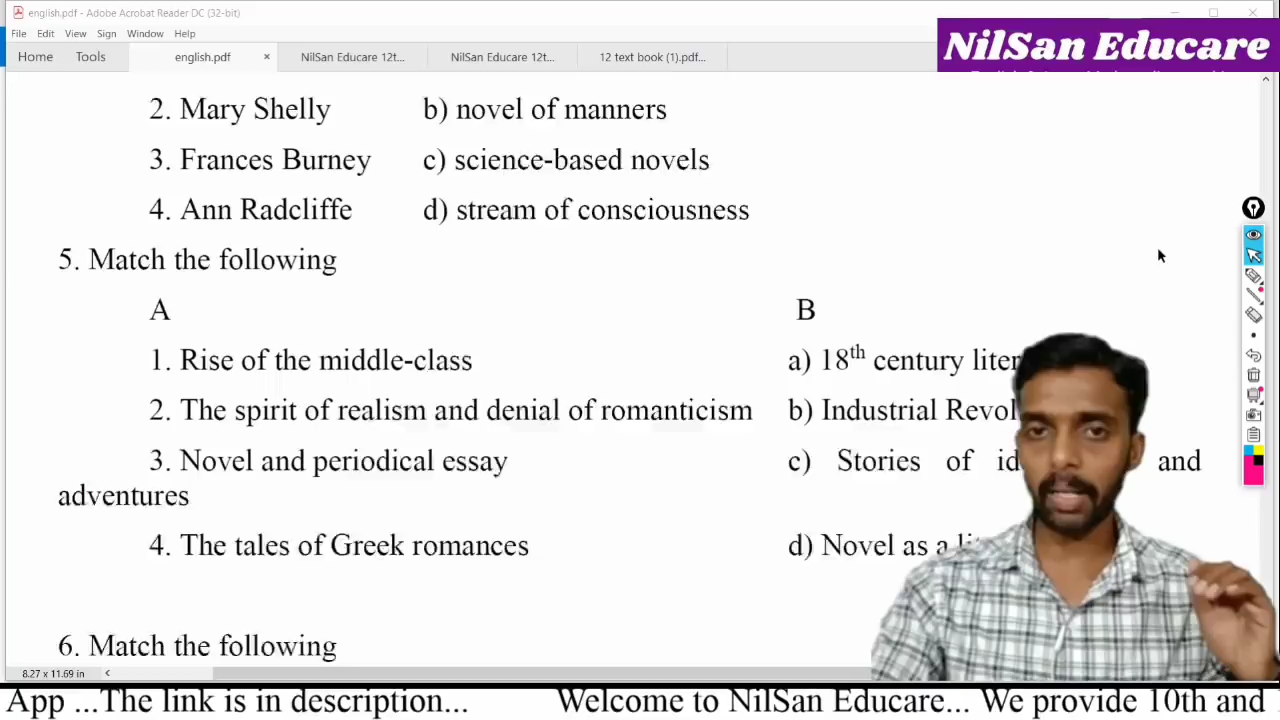 engiish.pdf - Adobe Acrobat Reader DC (32-bit)
File Edit View Sign Window Help
Home Tools engiish.pdf × NilSan Educare 12t... NilSan Educare 12t... 12 text book (1).pdf...
NilSan Educare
2. Mary Shelly b) novel of manners
3. Frances Burney c) science-based novels
4. Ann Radcliffe d) stream of consciousness
5. Match the following
A B
1. Rise of the middle-class a) 18th century
2. The spirit of realism and denial of romanticism b) Industrial
3. Novel and periodical essay c) Stories of and
adventures
4. The tales of Greek romances d) Novel as a
6. Match the following
8.27 x 11.69 in
App ...The link is in description... Welcome to NilSan Educare... We provide 10th and